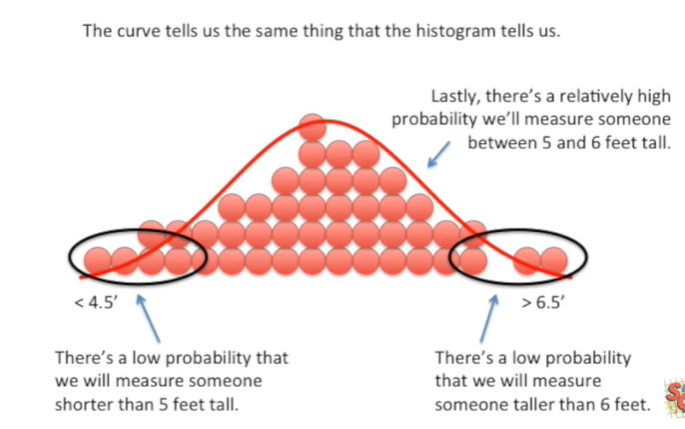 The curve tells us the same thing that the histogram tells us.
Lastly, there's a relatively high
probability we'll measure someone
between 5 and 6 feet tall.
< 4.5′
> 6.5′
There's a low probability that
we will measure someone
shorter than 5 feet tall.
There's a low probability
that we will measure
someone taller than 6 feet.